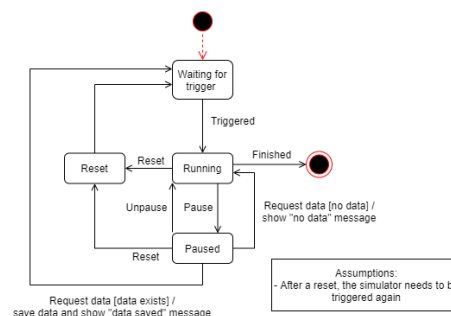 Waiting for
trigger
Triggered
Reset
Reset
Running
Finished
Unpause
Pause
Request data [no data] /
show "no data" message
Reset
Paused
Assumptions:
- After a reset, the simulator needs to b
triggered again
Request data [data exists] /
save data and show "data saved" message